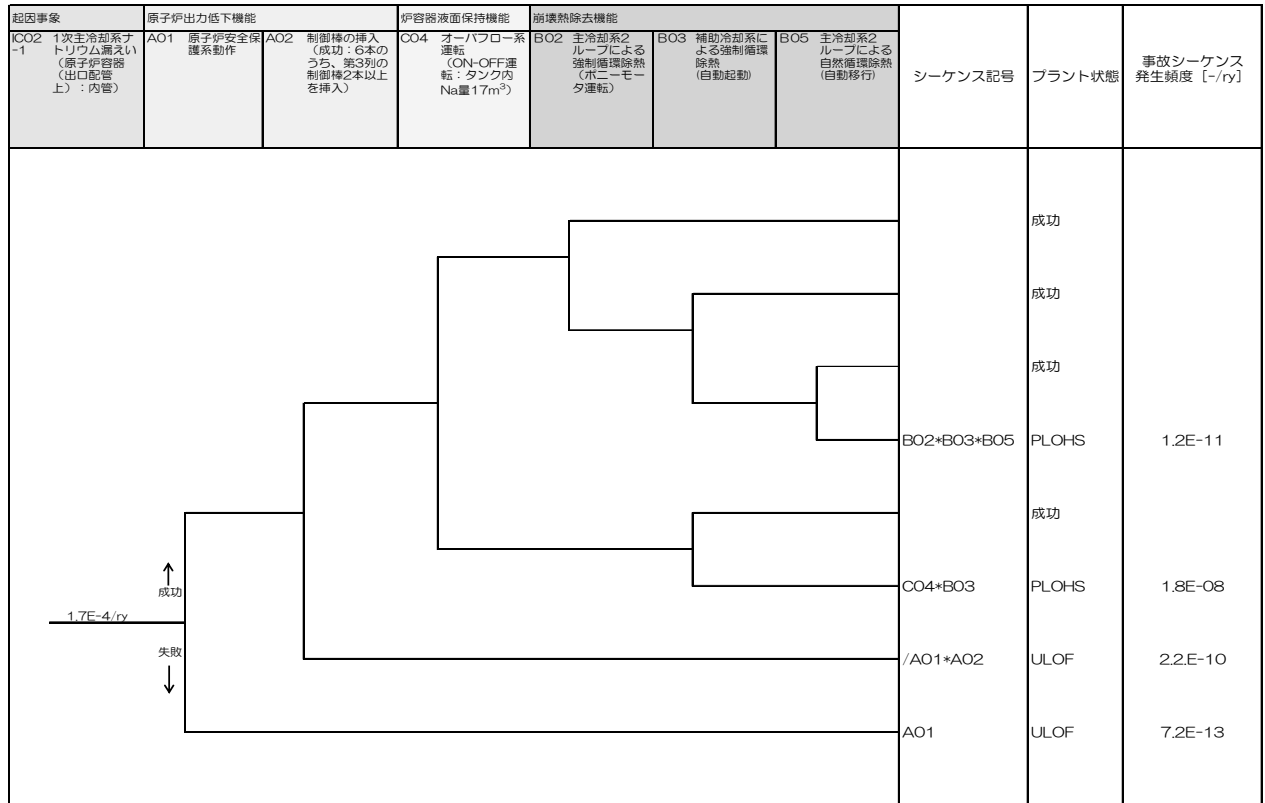 起因事象
原子炉出力低下機能
炉容器液面保持機能
崩壊熱除去機能
IC02
-1
1次主冷却系ナ
トリウム漏えい
（原子炉容器
（出口配管
上）：内管）
A01 原子炉安全保
護系動作
A02 制御棒の挿入
（成功：6本の
うち、第3列の
制御棒2本以上
を挿入）
C04 オーバフロー系
運転
（ON-OFF運
転：タンク内
Na量17m³）
B02 主冷却系2
ループによる
強制循環除熱
（ポニーモー
タ運転）
B03 補助冷却系に
よる強制循環
除熱
(自動起動)
B05 主冷却系2
ループによる
自然循環除熱
(自動移行)
シーケンス記号
プラント状態
事故シーケンス
発生頻度［-/ry］
成功
成功
成功
B02*B03*B05 PLOHS 1.2E-11
成功
C04*B03 PLOHS 1.8E-08
成功
1.7E-4/ry
失敗
/A01*A02 ULOF 2.2.E-10
A01 ULOF 7.2E-13